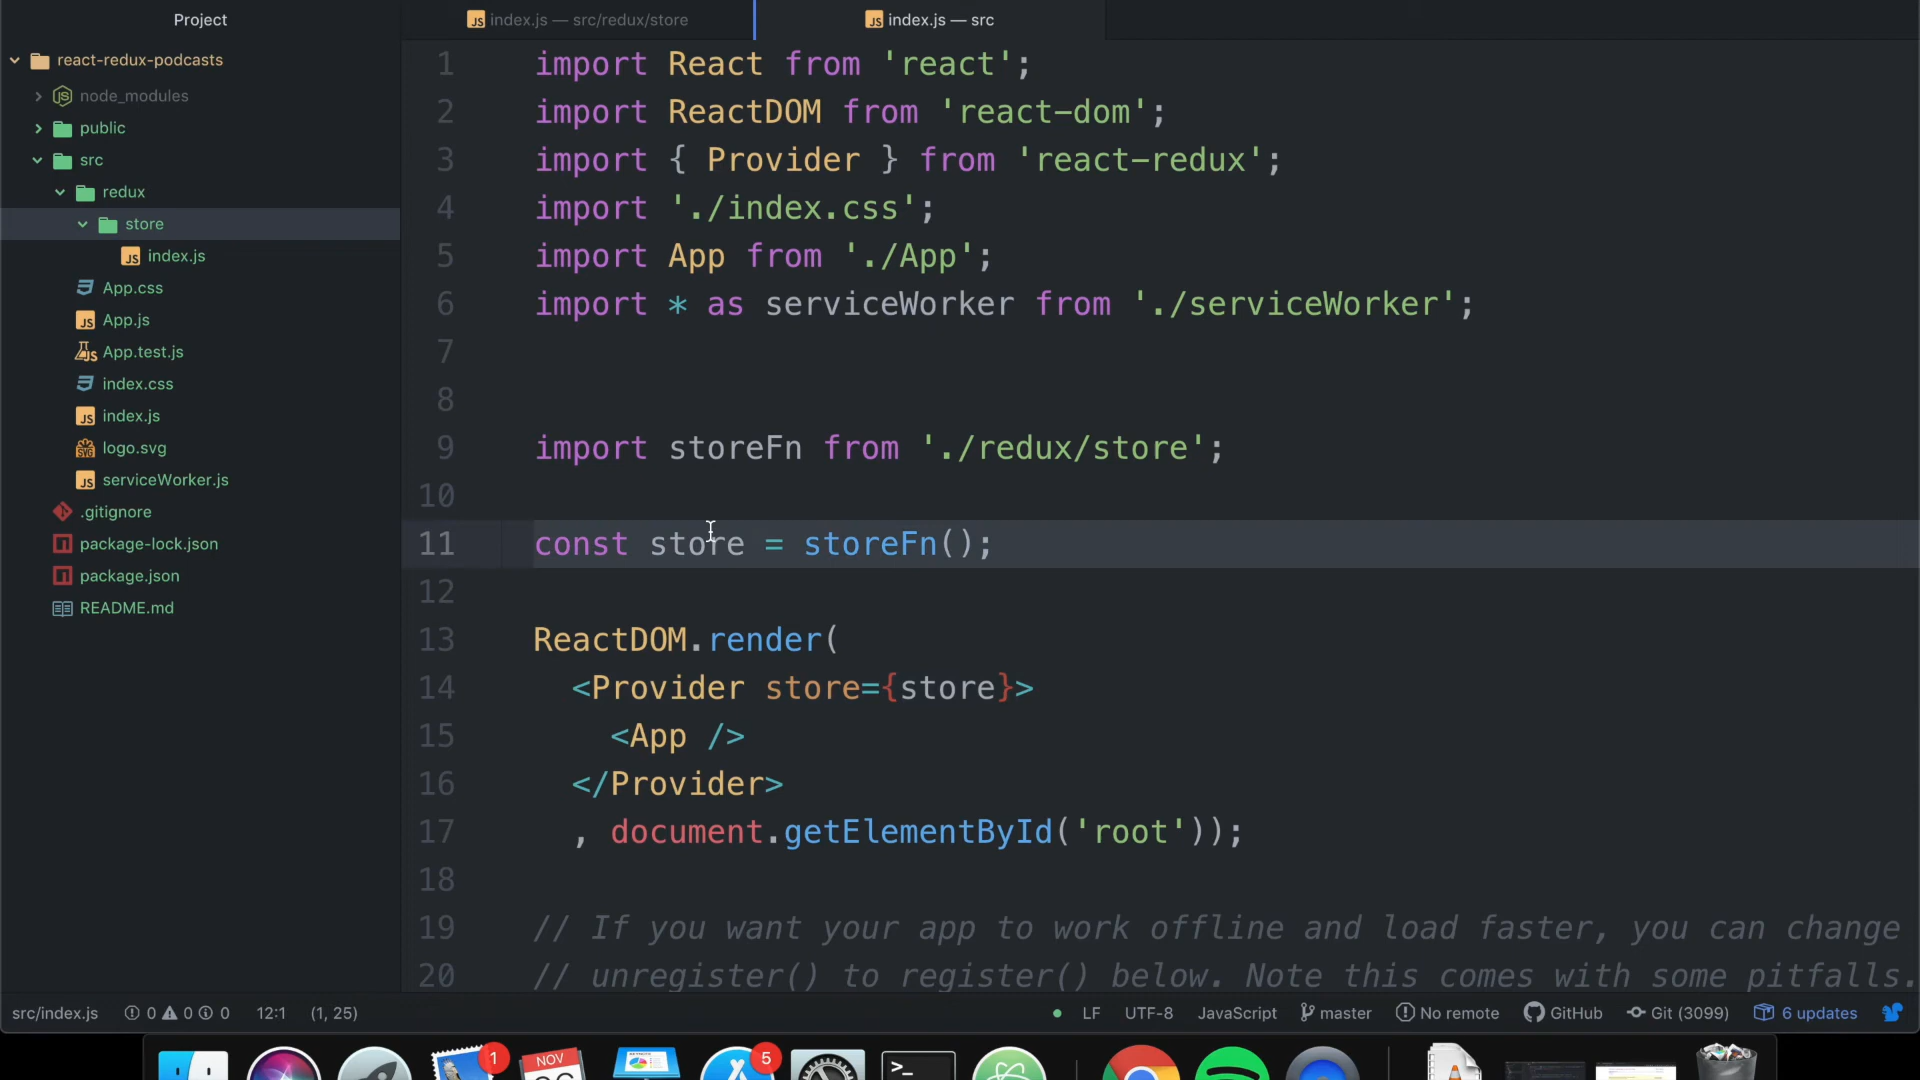 Project
index.js — src/redux/store
index.js — src
react-redux-podcasts
node_modules
public
src
redux
store
index.js
App.css
App.js
App.test.js
index.css
index.js
logo.svg
serviceWorker.js
.gitignore
package-lock.json
package.json
README.md
1 import React from 'react';
2 import ReactDOM from 'react-dom';
3 import { Provider } from 'react-redux';
4 import './index.css';
5 import App from './App';
6 import * as serviceWorker from './serviceWorker';
7
8
9 import storeFn from './redux/store';
10
11 const store = storeFn();
12
13 ReactDOM.render(
14 <Provider store={store}>
15 <App />
16 </Provider>
17 , document.getElementById('root'));
18
19 // If you want your app to work offline and load faster, you can change
20 // unregister() to register() below. Note this comes with some pitfalls.
src/index.js 0 0 0 12:1 (1, 25) LF UTF-8 JavaScript master No remote GitHub Git (3099) 6 updates
1 NOV 5 >_